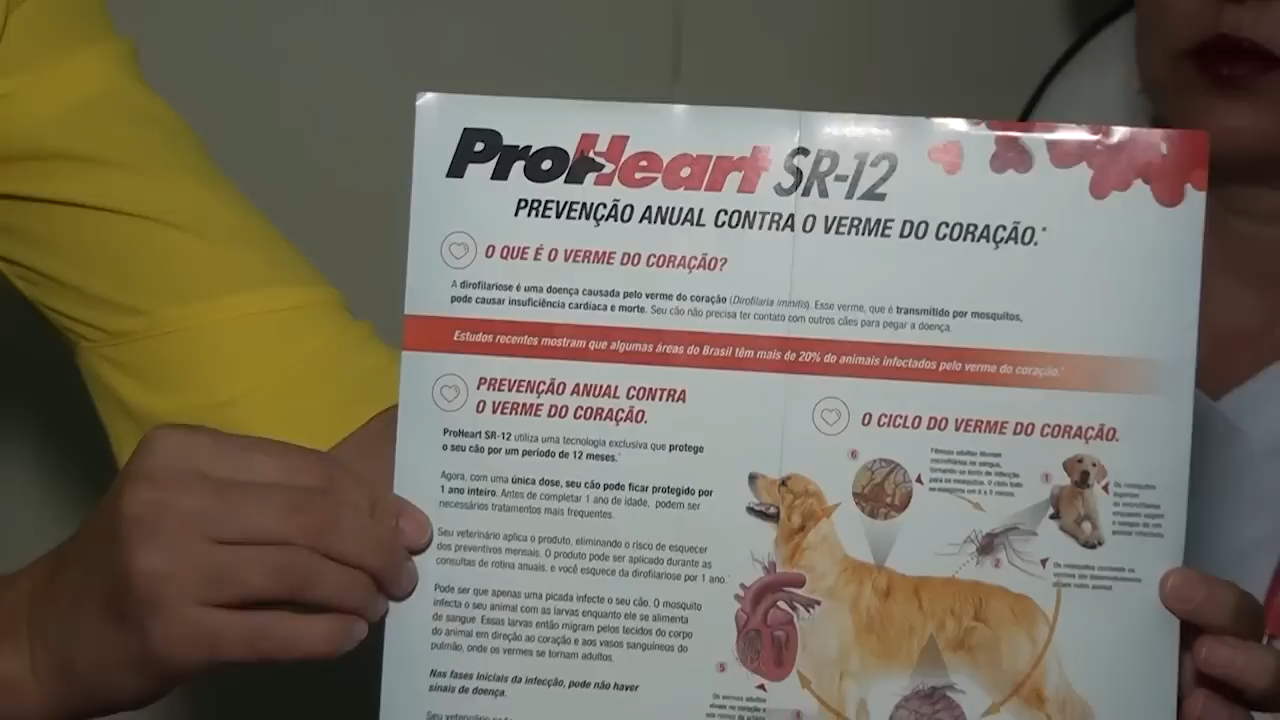 ProHeart SR-12
PREVENÇÃO ANUAL CONTRA O VERME DO CORAÇÃO.*
O QUE É O VERME DO CORAÇÃO?
A dirofilariose é uma doença causada pelo verme do coração (Dirofilaria immitis). Esse verme, que é transmitido por mosquitos,
pode causar insuficiência cardíaca e morte. Seu cão não precisa ter contato com outros cães para pegar a doença.
Estudos recentes mostram que algumas áreas do Brasil têm mais de 20% do animais infectados pelo verme do coração.¹
PREVENÇÃO ANUAL CONTRA
O VERME DO CORAÇÃO.
ProHeart SR-12 utiliza uma tecnologia exclusiva que protege
o seu cão por um período de 12 meses.*
Agora, com uma única dose, seu cão pode ficar protegido por
1 ano inteiro. Antes de completar 1 ano de idade, podem ser
necessários tratamentos mais frequentes.
Seu veterinário aplica o produto, eliminando o risco de esquecer
dos preventivos mensais. O produto pode ser aplicado durante as
consultas de rotina anuais, e você esquece da dirofilariose por 1 ano.*
Pode ser que apenas uma picada infecte o seu cão. O mosquito
infecta o seu animal com as larvas enquanto ele se alimenta
de sangue. Essas larvas então migram pelos tecidos do corpo
do animal em direção ao coração e aos vasos sanguíneos do
pulmão, onde os vermes se tornam adultos.
Nas fases iniciais da infecção, pode não haver
sinais de doença.
Seu veterinário
O CICLO DO VERME DO CORAÇÃO.
6
1
2
5